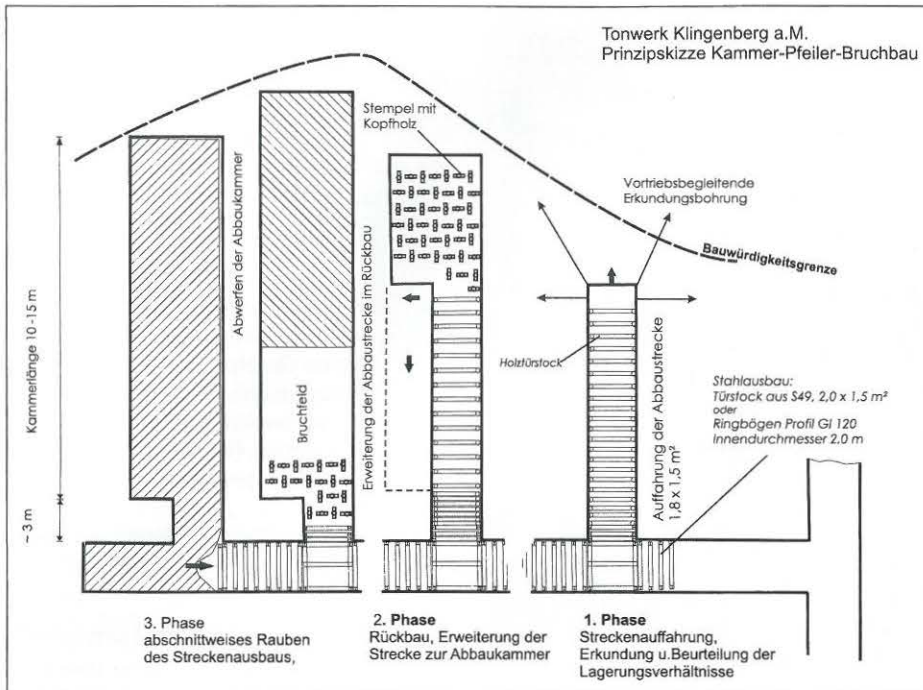 Tonwerk Klingenberg a.M.
Prinzipskizze Kammer-Pfeiler-Bruchbau
Stempel mit
Kopfholz
Vortriebsbegleitende
Erkundungsbohrung
Bauwürdigkeitsgrenze
Kammerlänge 10 -15 m
~ 3 m
Abwerfen der Abbaukammer
Bruchfeld
Erweiterung der Abbaustrecke im Rückbau
Holztürstock
Auffahrung der Abbaustrecke
1,8 x 1,5 m²
Stahlausbau:
Türstock aus S49, 2,0 x 1,5 m²
oder
Ringbögen Profil GI 120
Innendurchmesser 2,0 m
3. Phase
abschnittweises Rauben
des Streckenausbaus,
2. Phase
Rückbau, Erweiterung der
Strecke zur Abbaukammer
1. Phase
Streckenauffahrung,
Erkundung u.Beurteilung der
Lagerungsverhältnisse